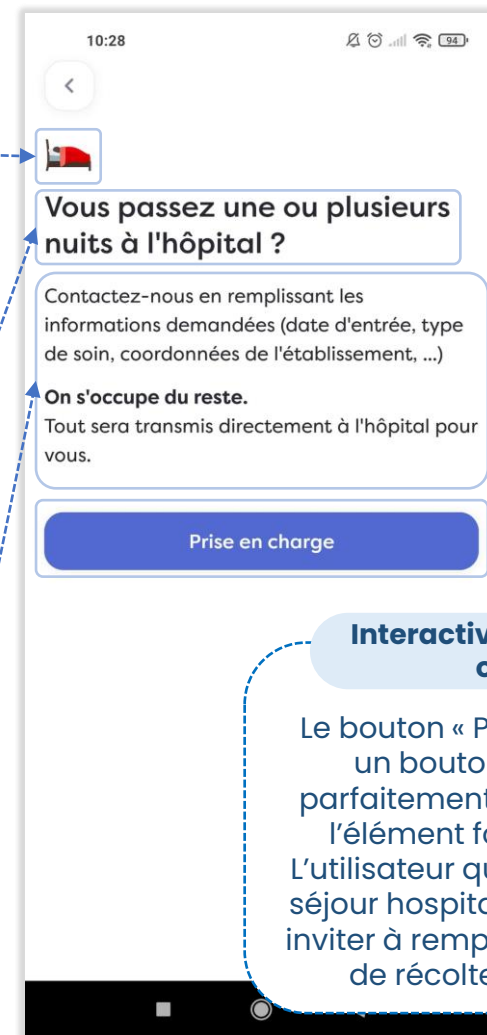 10:28
94
Vous passez une ou plusieurs
nuits à l'hôpital ?
Contactez-nous en remplissant les
informations demandées (date d'entrée, type
de soin, coordonnées de l'établissement, ...)
On s'occupe du reste.
Tout sera transmis directement à l'hôpital pour
vous.
Prise en charge
Le bouton « P
un bouto
parfaitement
l'élément f
L'utilisateur qu
séjour hospita
inviter à remp
de récolte